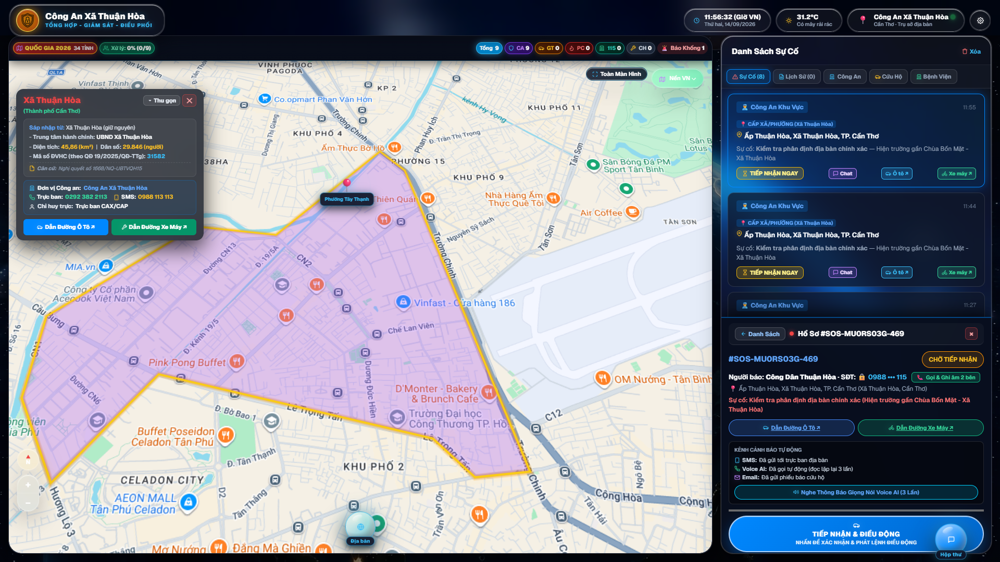 Công An Xã Thuận Hòa
TỔNG HỢP - GIÁM SÁT - ĐIỀU PHỐI
11:56:32 (Giờ VN)
Thứ hai, 14/09/2026
31.2°C
Có mây rải rác
Công An Xã Thuận Hòa
Cần Thơ · Trụ sở địa bàn
QUỐC GIA 2026 34 TỈNH
Xử lý: 0% (0/9)
Tổng 9
CA 9
GT 0
PC 0
115 0
CH 0
Báo Khống 1
Toàn Màn Hình
Nền VN
Xã Thuận Hòa
Thu gọn
(Thành phố Cần Thơ)
Sáp nhập từ: Xã Thuận Hòa (giữ nguyên)
- Trung tâm hành chính: UBND Xã Thuận Hòa
- Diện tích: 45,86 (km²) | Dân số: 29.846 (người)
- Mã số ĐVHC (theo QĐ 19/2025/QĐ-TTg): 31582
Căn cứ: Nghị quyết số 1668/NQ-UBTVQH15
Đơn vị Công an: Công An Xã Thuận Hòa
Trực ban: 0292 382 2113 SMS: 0988 113 113
Chỉ huy trực: Trực ban CAX/CAP
Dẫn Đường Ô Tô
Dẫn Đường Xe Máy
QL1A
VINH PHUOC
PAGODA
Vinfast Thịnh
Co.opmart Phan Văn Hớn
KP 2
kênh Hy Vọng
KHU PHỐ 11
Trường Chinh
Phan Huy Ích
Dương Thị Giang
KHU PHỐ 4
Đ. Trần Thị Trọng
Ẩm Thực Bờ Hồ
PHƯỜNG 15
38HA
Tân Sơn
Sân Bóng Đá PM
Sport Tân Bình
KHU PHỐ 9
Phường Tây Thạnh
Thiên Quán
Nhà Hàng Ẩm
Thực Quê Tôi
Air Coffee
TÂN SƠN
Nguyễn Sỹ Sách
Tân Sơn
Trường Chinh
Đường CN13
Đ. 19/5A
CN2
MIA.vn
Công ty Cổ phần
Acecook Việt Nam
Vinfast - Cửa hàng 186
Cầu Bưng
Chế Lan Viên
Đ. Kênh 19/5
CN1
Pink Pong Buffet
Dương Đức Hiền
Đường CN6
OM Nướng - Tân Bình
D'Monter - Bakery
& Brunch Cafe
Lê Trọng Tấn
Đ. Bờ Bao 1
Trường Đại học
Công Thương TP. Hồ
C12
Buffet Poseidon
Celadon Tân Phú
Lê Trọng Tấn
Đ. Tân Thạnh
KHU PHỐ 2
CELADON CITY
AEON MALL
Tân Phú Celadon
D2
Tân Thắng
Hương Lộ 3
Chinh
Ngõ Bệ
Cộng Hòa
Cộng H
Tân Hải
Trần Văn Ơn
Địa bàn
Mơ Nướng
Đắng Mà Ghiền
N
Danh Sách Sự Cố
Xóa
Sự Cố (8)
Lịch Sử (0)
Công An
Cứu Hộ
Bệnh Viện
Công An Khu Vực
11:55
CẤP XÃ/PHƯỜNG (Xã Thuận Hòa)
Ấp Thuận Hòa, Xã Thuận Hòa, TP. Cần Thơ
Sự cố: Kiểm tra phân định địa bàn chính xác — Hiện trường gần Chùa Bốn Mặt -
Xã Thuận Hòa
TIẾP NHẬN NGAY
Chat
Ô tô
Xe máy
Công An Khu Vực
11:44
CẤP XÃ/PHƯỜNG (Xã Thuận Hòa)
Ấp Thuận Hòa, Xã Thuận Hòa, TP. Cần Thơ
Sự cố: Kiểm tra phân định địa bàn chính xác — Hiện trường gần Chùa Bốn Mặt -
Xã Thuận Hòa
TIẾP NHẬN NGAY
Chat
Ô tô
Xe máy
Công An Khu Vực
11:27
Danh Sách
Hồ Sơ #SOS-MU0RS03G-469
#SOS-MU0RS03G-469
CHỜ TIẾP NHẬN
Người báo: Công Dân Thuận Hòa · SĐT: 0988 ••• 115
Gọi & Ghi âm 2 bên
Ấp Thuận Hòa, Xã Thuận Hòa, TP. Cần Thơ (Xã Thuận Hòa, Cần Thơ)
Sự cố: Kiểm tra phân định địa bàn chính xác (Hiện trường gần Chùa Bốn Mặt - Xã
Thuận Hòa)
Dẫn Đường Ô Tô
Dẫn Đường Xe Máy
KÊNH CẢNH BÁO TỰ ĐỘNG
SMS: Đã gửi tới trực ban địa bàn
Voice AI: Đã gọi tự động (đọc lặp lại 3 lần)
Email: Đã gửi phiếu báo cứu hộ
Nghe Thông Báo Giọng Nói Voice AI (3 Lần)
TIẾP NHẬN & ĐIỀU ĐỘNG
NHẤN ĐỂ XÁC NHẬN & PHÁT LỆNH ĐIỀU ĐỘNG
Hộp thư